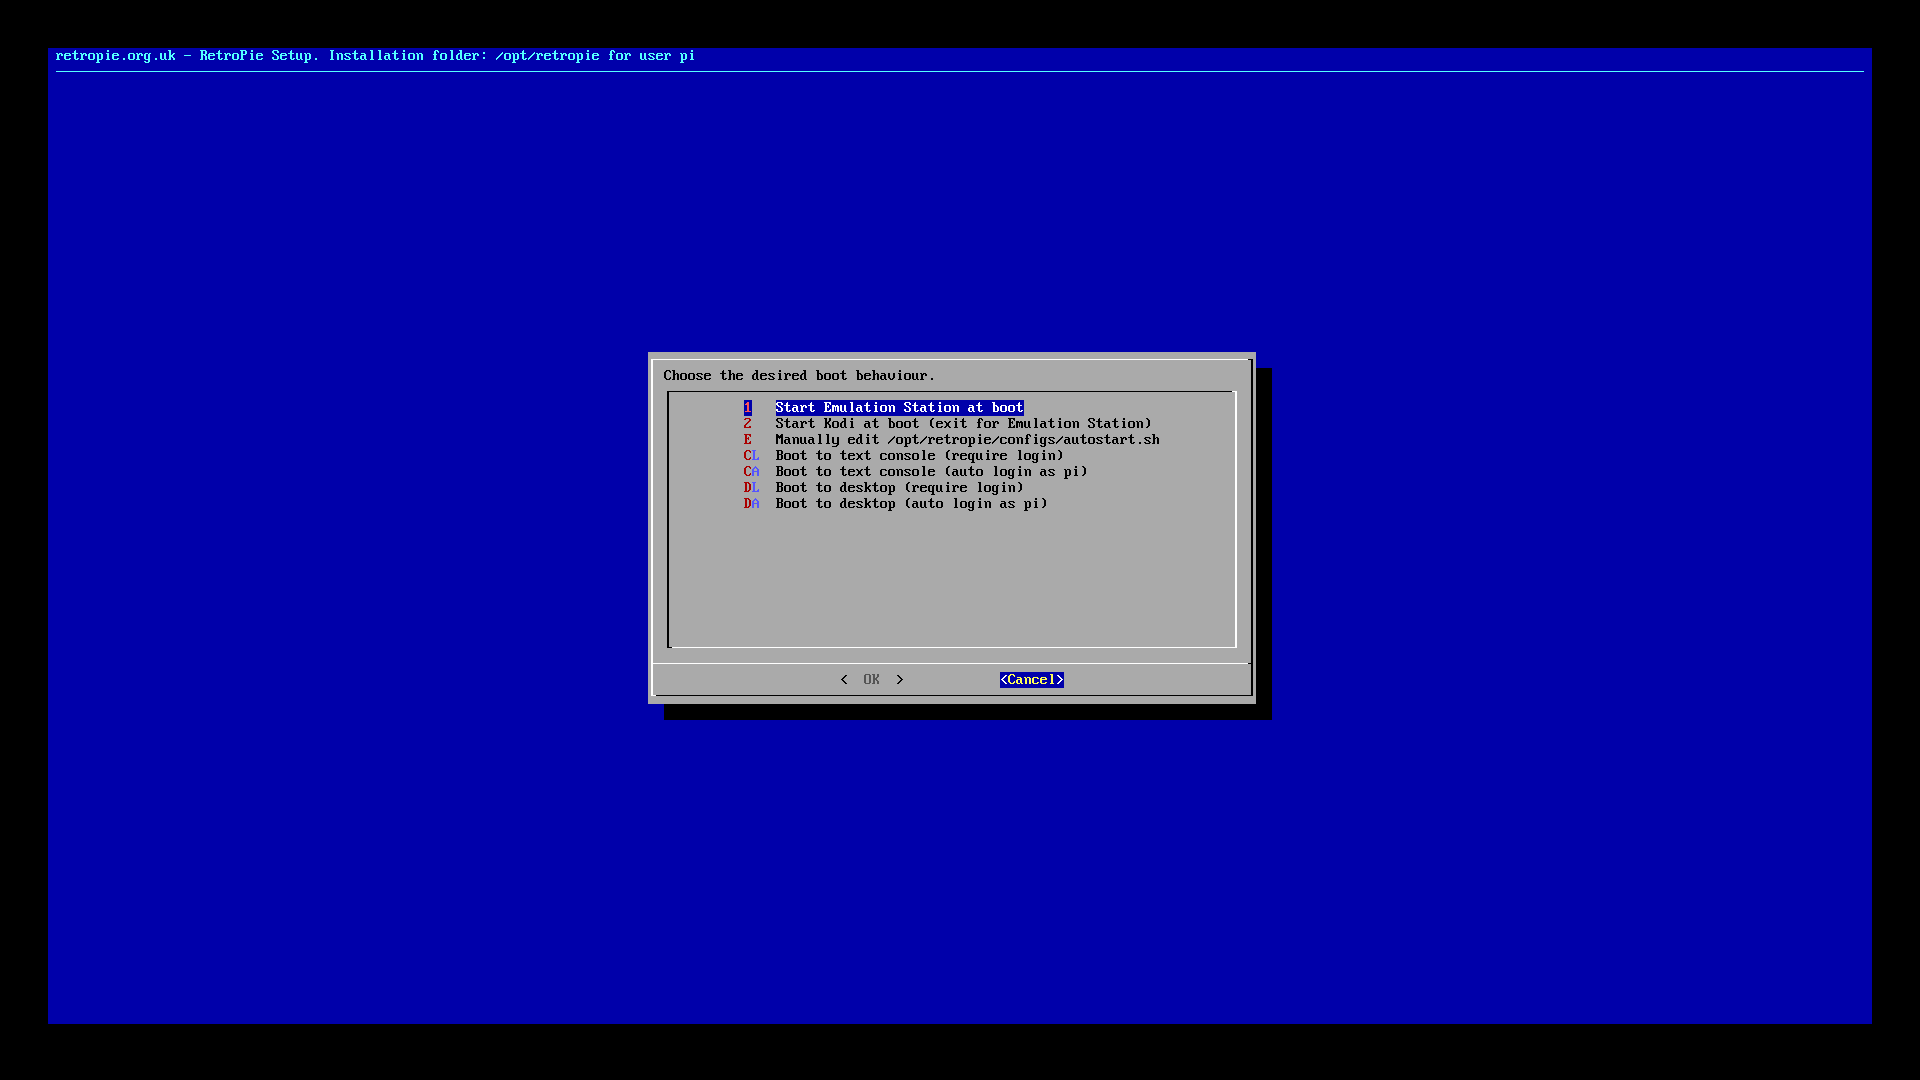 retropie.org.uk - RetroPie Setup. Installation folder: /opt/retropie for user pi
Choose the desired boot behaviour.
1 Start Emulation Station at boot
2 Start Kodi at boot (exit for Emulation Station)
E Manually edit /opt/retropie/configs/autostart.sh
CL Boot to text console (require login)
CA Boot to text console (auto login as pi)
DL Boot to desktop (require login)
DA Boot to desktop (auto login as pi)
< OK > <Cancel>